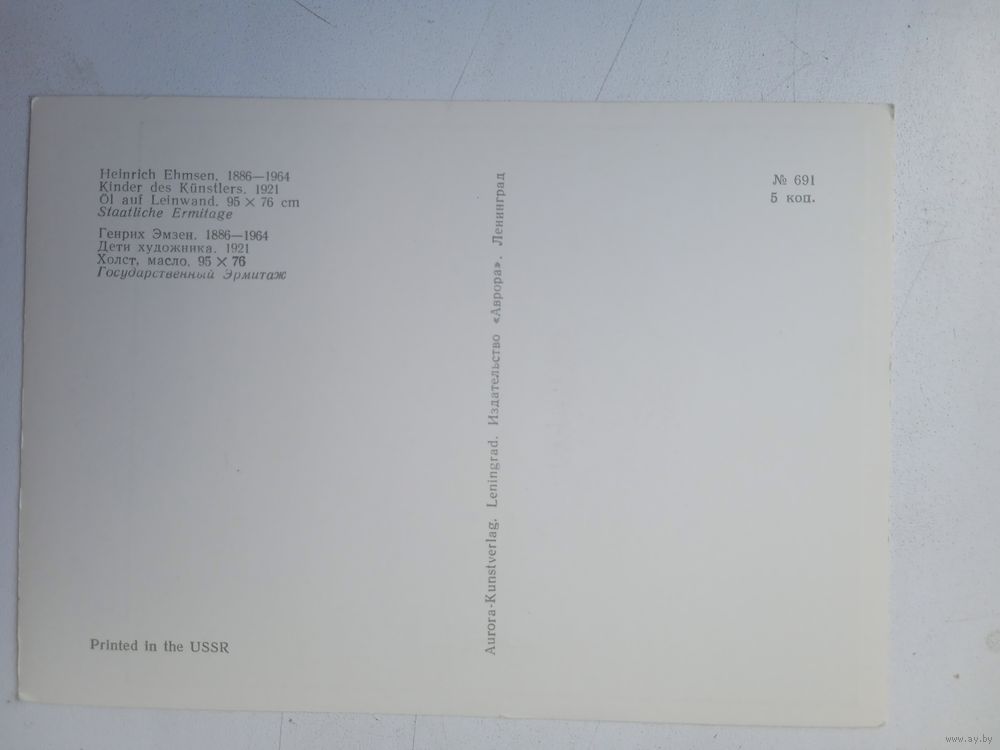 Heinrich Ehmsen. 1886—1964
Kinder des Künstlers. 1921
Öl auf Leinwand. 95 × 76 cm
Staatliche Ermitage
Генрих Эмзен. 1886—1964
Дети художника. 1921
Холст, масло. 95 × 76
Государственный Эрмитаж
Printed in the USSR
Aurora-Kunstverlag. Leningrad. Издательство «Аврора». Ленинград
№ 691
5 коп.
www.ay.by